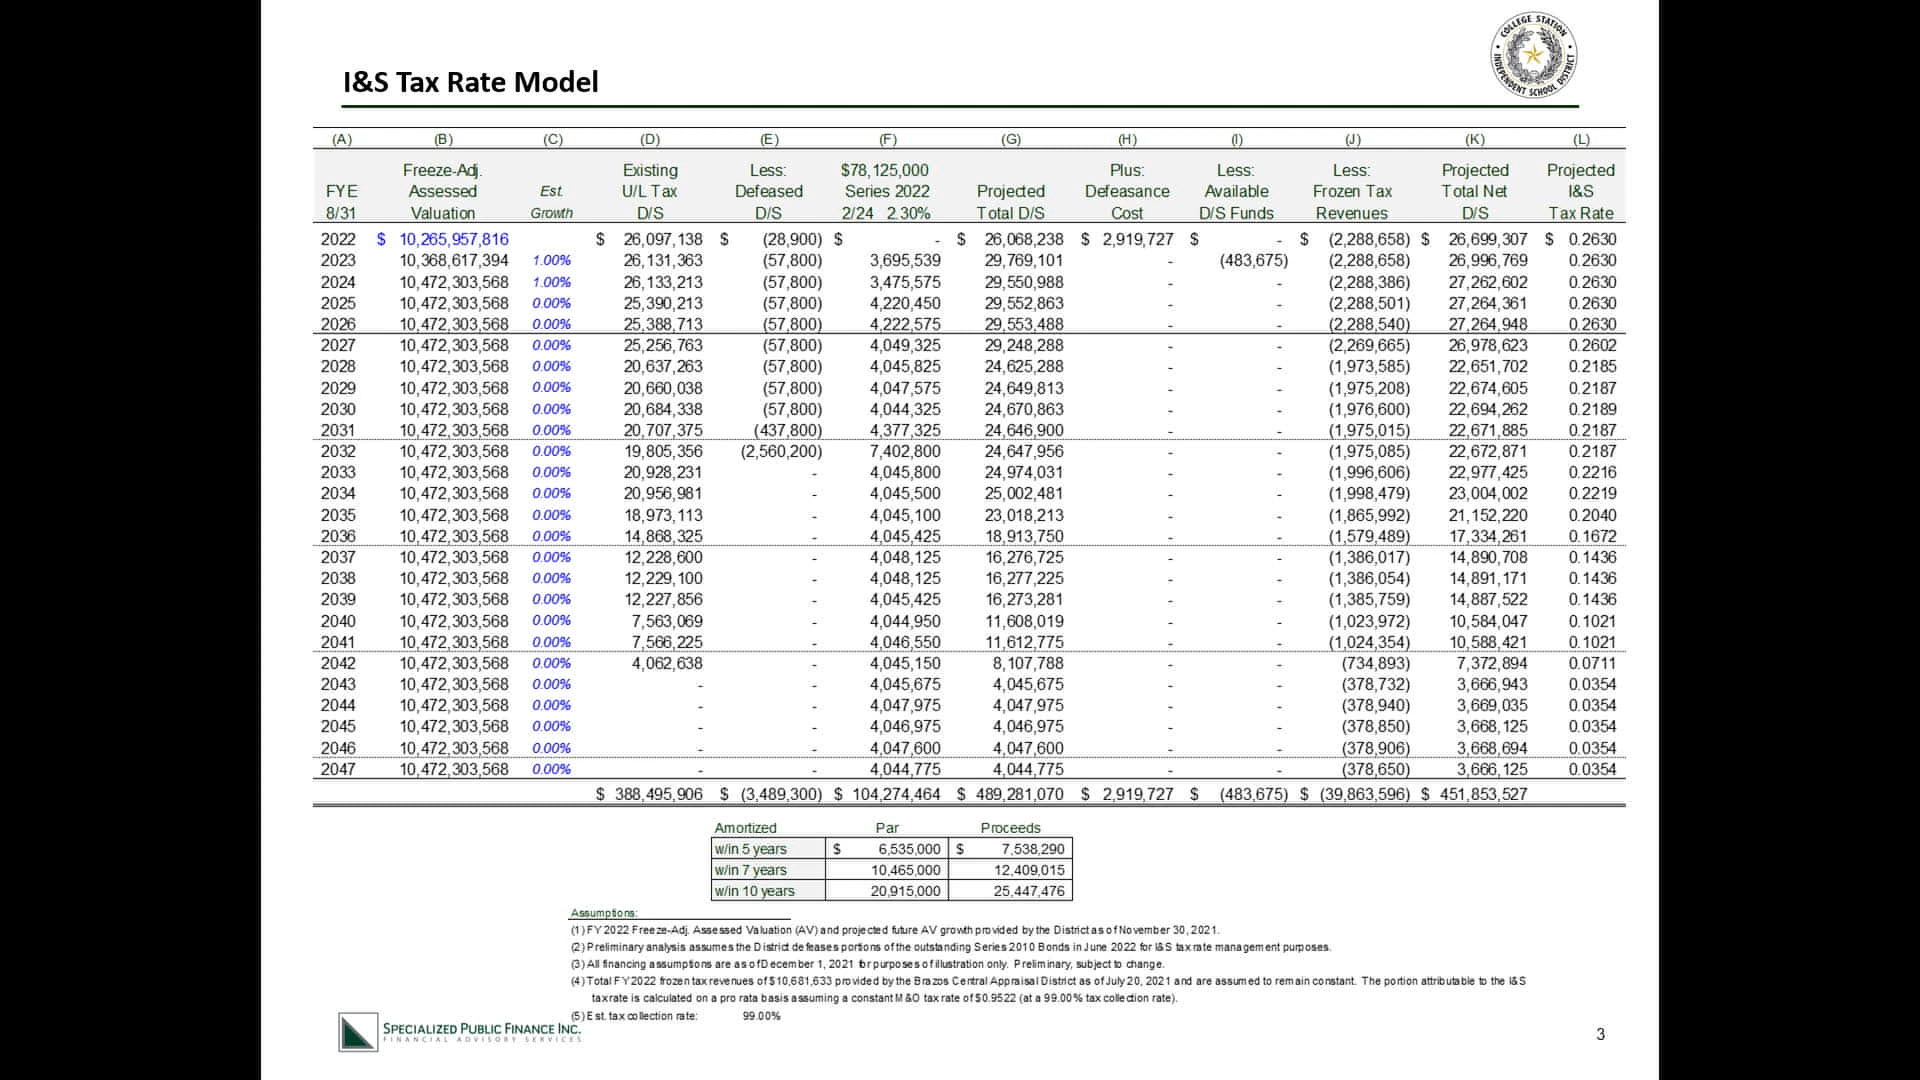 COLLEGE STATION
INDEPENDENT SCHOOL DISTRICT
I&S Tax Rate Model
(A) (B) (C) (D) (E) (F) (G) (H) (I) (J) (K) (L)
Freeze-Adj. Existing Less: $78,125,000 Plus: Less: Less: Projected Projected
FYE Assessed Est. U/L Tax Defeased Series 2022 Projected Defeasance Available Frozen Tax Total Net I&S
8/31 Valuation Growth D/S D/S 2/24 2.30% Total D/S Cost D/S Funds Revenues D/S Tax Rate
2022 $ 10,265,957,816 $ 26,097,138 $ (28,900) $ - $ 26,068,238 $ 2,919,727 $ - $ (2,288,658) $ 26,699,307 $ 0.2630
2023 10,368,617,394 1.00% 26,131,363 (57,800) 3,695,539 29,769,101 - (483,675) (2,288,658) 26,996,769 0.2630
2024 10,472,303,568 1.00% 26,133,213 (57,800) 3,475,575 29,550,988 - - (2,288,386) 27,262,602 0.2630
2025 10,472,303,568 0.00% 25,390,213 (57,800) 4,220,450 29,552,863 - - (2,288,501) 27,264,361 0.2630
2026 10,472,303,568 0.00% 25,388,713 (57,800) 4,222,575 29,553,488 - - (2,288,540) 27,264,948 0.2630
2027 10,472,303,568 0.00% 25,256,763 (57,800) 4,049,325 29,248,288 - - (2,269,665) 26,978,623 0.2602
2028 10,472,303,568 0.00% 20,637,263 (57,800) 4,045,825 24,625,288 - - (1,973,585) 22,651,702 0.2185
2029 10,472,303,568 0.00% 20,660,038 (57,800) 4,047,575 24,649,813 - - (1,975,208) 22,674,605 0.2187
2030 10,472,303,568 0.00% 20,684,338 (57,800) 4,044,325 24,670,863 - - (1,976,600) 22,694,262 0.2189
2031 10,472,303,568 0.00% 20,707,375 (437,800) 4,377,325 24,646,900 - - (1,975,015) 22,671,885 0.2187
2032 10,472,303,568 0.00% 19,805,356 (2,560,200) 7,402,800 24,647,956 - - (1,975,085) 22,672,871 0.2187
2033 10,472,303,568 0.00% 20,928,231 - 4,045,800 24,974,031 - - (1,996,606) 22,977,425 0.2216
2034 10,472,303,568 0.00% 20,956,981 - 4,045,500 25,002,481 - - (1,998,479) 23,004,002 0.2219
2035 10,472,303,568 0.00% 18,973,113 - 4,045,100 23,018,213 - - (1,865,992) 21,152,220 0.2040
2036 10,472,303,568 0.00% 14,868,325 - 4,045,425 18,913,750 - - (1,579,489) 17,334,261 0.1672
2037 10,472,303,568 0.00% 12,228,600 - 4,048,125 16,276,725 - - (1,386,017) 14,890,708 0.1436
2038 10,472,303,568 0.00% 12,229,100 - 4,048,125 16,277,225 - - (1,386,054) 14,891,171 0.1436
2039 10,472,303,568 0.00% 12,227,856 - 4,045,425 16,273,281 - - (1,385,759) 14,887,522 0.1436
2040 10,472,303,568 0.00% 7,563,069 - 4,044,950 11,608,019 - - (1,023,972) 10,584,047 0.1021
2041 10,472,303,568 0.00% 7,566,225 - 4,046,550 11,612,775 - - (1,024,354) 10,588,421 0.1021
2042 10,472,303,568 0.00% 4,062,638 - 4,045,150 8,107,788 - - (734,893) 7,372,894 0.0711
2043 10,472,303,568 0.00% - - 4,045,675 4,045,675 - - (378,732) 3,666,943 0.0354
2044 10,472,303,568 0.00% - - 4,047,975 4,047,975 - - (378,940) 3,669,035 0.0354
2045 10,472,303,568 0.00% - - 4,046,975 4,046,975 - - (378,850) 3,668,125 0.0354
2046 10,472,303,568 0.00% - - 4,047,600 4,047,600 - - (378,906) 3,668,694 0.0354
2047 10,472,303,568 0.00% - - 4,044,775 4,044,775 - - (378,650) 3,666,125 0.0354
$ 388,495,906 $ (3,489,300) $ 104,274,464 $ 489,281,070 $ 2,919,727 $ (483,675) $ (39,863,596) $ 451,853,527
Amortized Par Proceeds
w/in 5 years $ 6,535,000 $ 7,538,290
w/in 7 years 10,465,000 12,409,015
w/in 10 years 20,915,000 25,447,476
Assumptions:
(1) FY 2022 Freeze-Adj. Assessed Valuation (AV) and projected future AV growth provided by the District as of November 30, 2021.
(2) Preliminary analysis assumes the District defeases portions of the outstanding Series 2010 Bonds in June 2022 for I&S tax rate management purposes.
(3) All financing assumptions are as of December 1, 2021 for purposes of illustration only. Preliminary, subject to change.
(4) Total FY 2022 frozen tax revenues of $10,681,633 provided by the Brazos Central Appraisal District as of July 20, 2021 and are assumed to remain constant. The portion attributable to the I&S
tax rate is calculated on a pro rata basis assuming a constant M&O tax rate of $0.9522 (at a 99.00% tax collection rate).
(5) Est. tax collection rate: 99.00%
SPECIALIZED PUBLIC FINANCE INC.
FINANCIAL ADVISORY SERVICES
3